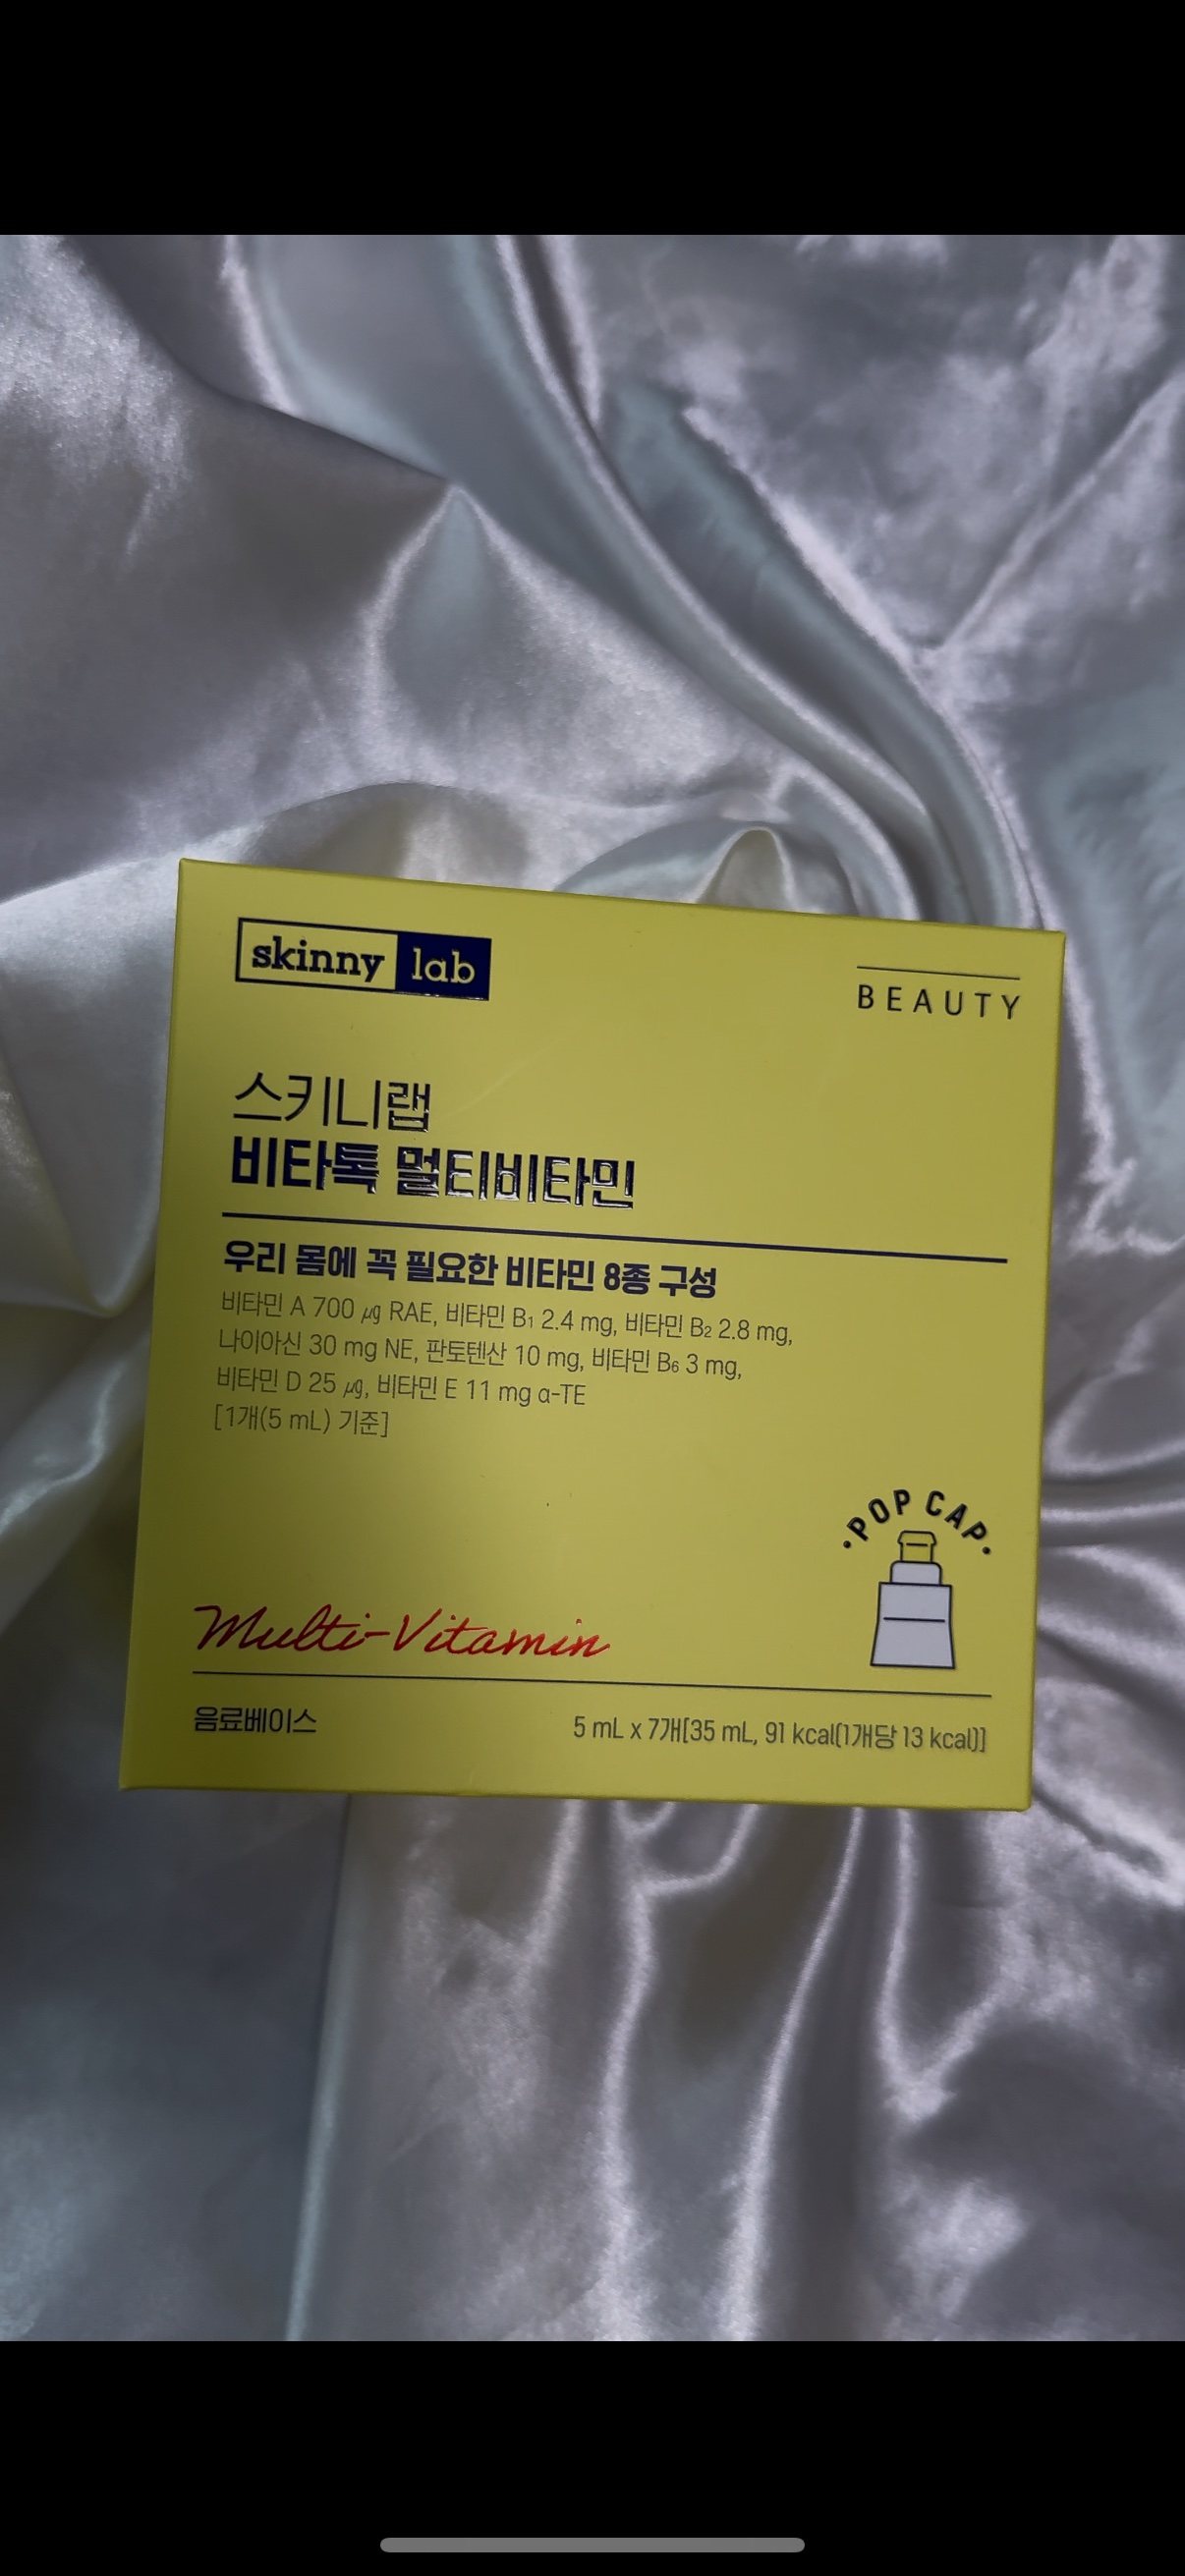 skinny lab
BEAUTY
스키니랩
비타톡 멀티비타민
우리 몸에 꼭 필요한 비타민 8종 구성
비타민 A 700 ㎍ RAE, 비타민 B₁ 2.4 mg, 비타민 B₂ 2.8 mg,
나이아신 30 mg NE, 판토텐산 10 mg, 비타민 B₆ 3 mg,
비타민 D 25 ㎍, 비타민 E 11 mg α-TE
[1개(5 mL) 기준]
·POP CAP·
Multi-Vitamin
음료베이스
5 mL x 7개[35 mL, 91 kcal(1개당 13 kcal)]